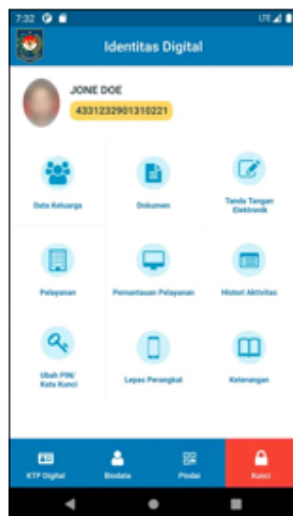 7:32 LTE
Identitas Digital
JONE DOE
4331232901310221
Data Keluarga
Dokumen
Tanda Tangan
Elektronik
Pelayanan
Pemantauan Pelayanan
Histori Aktivitas
Ubah PIN/
Kata Kunci
Lepas Perangkat
Keterangan
KTP Digital
Biodata
Pindai
Kunci